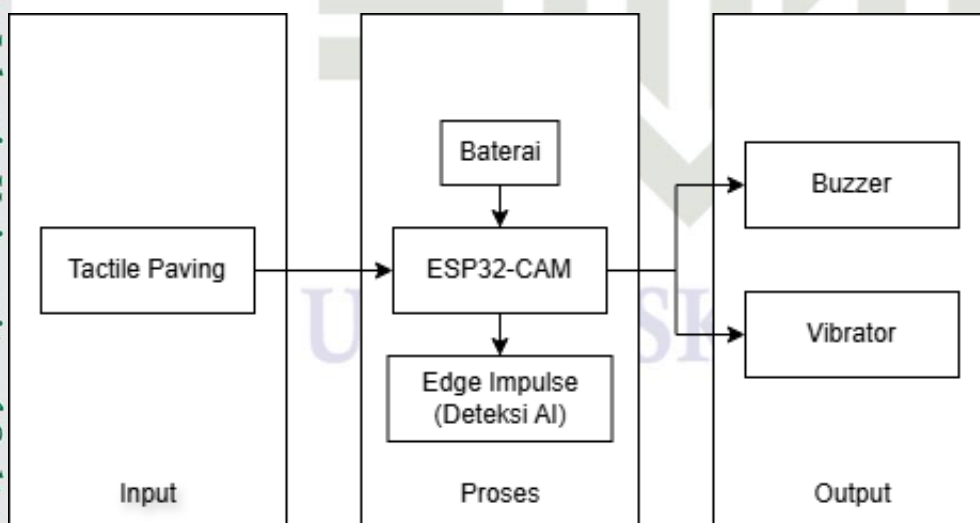 Baterai
Tactile Paving
ESP32-CAM
Edge Impulse
(Deteksi AI)
Buzzer
Vibrator
Input
Proses
Output